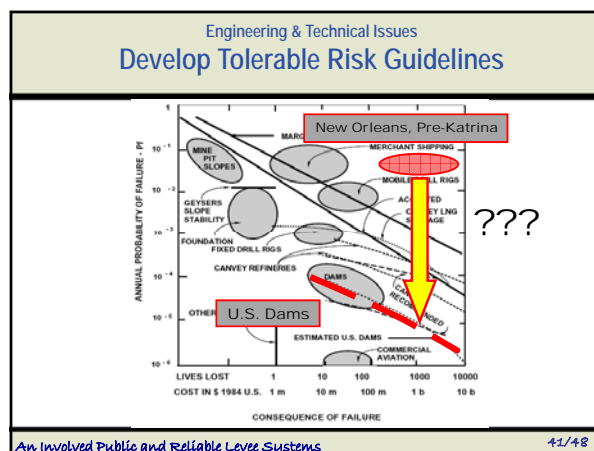 Engineering & Technical Issues
Develop Tolerable Risk Guidelines
ANNUAL PROBABILITY OF FAILURE - Pf
10-1
10-2
10-3
10-4
10-5
10-6
New Orleans, Pre-Katrina
MERCHANT SHIPPING
MINE
PIT
SLOPES
MOBILE DRILL RIGS
GEYSERS
SLOPE
STABILITY
FOUNDATION
FIXED DRILL RIGS
CANVEY REFINERIES
CANVEY LNG
DAMS
U.S. Dams
ESTIMATED U.S. DAMS
COMMERCIAL
AVIATION
LIVES LOST 1 10 100 1000 10000
COST IN $ 1984 U.S. 1 m 10 m 100 m 1 b 10 b
CONSEQUENCE OF FAILURE
???
An Involved Public and Reliable Levee Systems
41/48